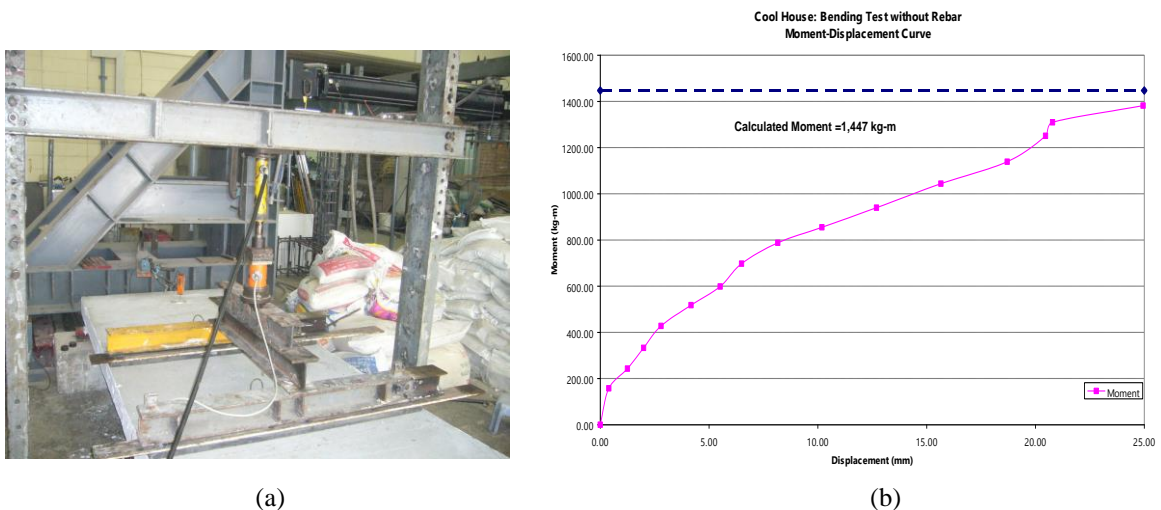 Cool House: Bending Test without Rebar
Moment-Displacement Curve
1600.00
1400.00
1200.00
1000.00
800.00
600.00
400.00
200.00
0.00
Moment (kg-m)
Calculated Moment =1,447 kg-m
Moment
0.00 5.00 10.00 15.00 20.00 25.00
Displacement (mm)
(a)
(b)